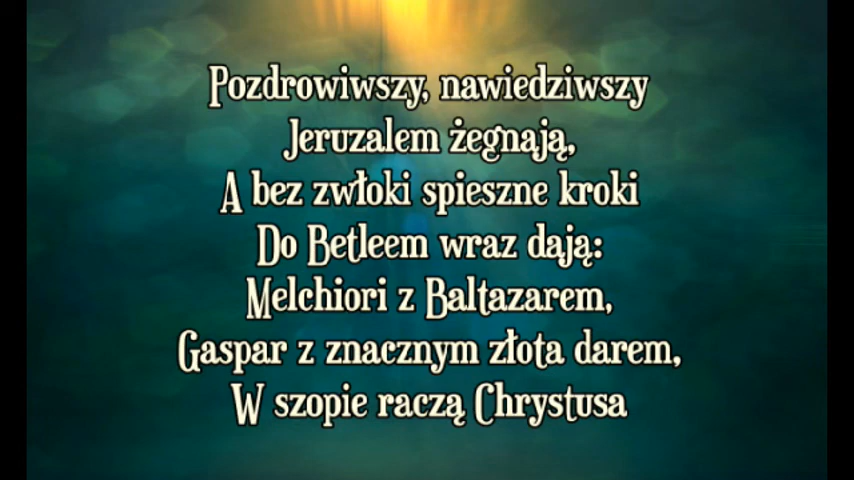 Pozdrowiwszy, nawiedziwszy
Jeruzalem żegnają,
A bez zwłoki spieszne kroki
Do Betleem wraz dają:
Melchiori z Baltazarem,
Gaspar z znacznym złota darem,
W szopie raczą Chrystusa